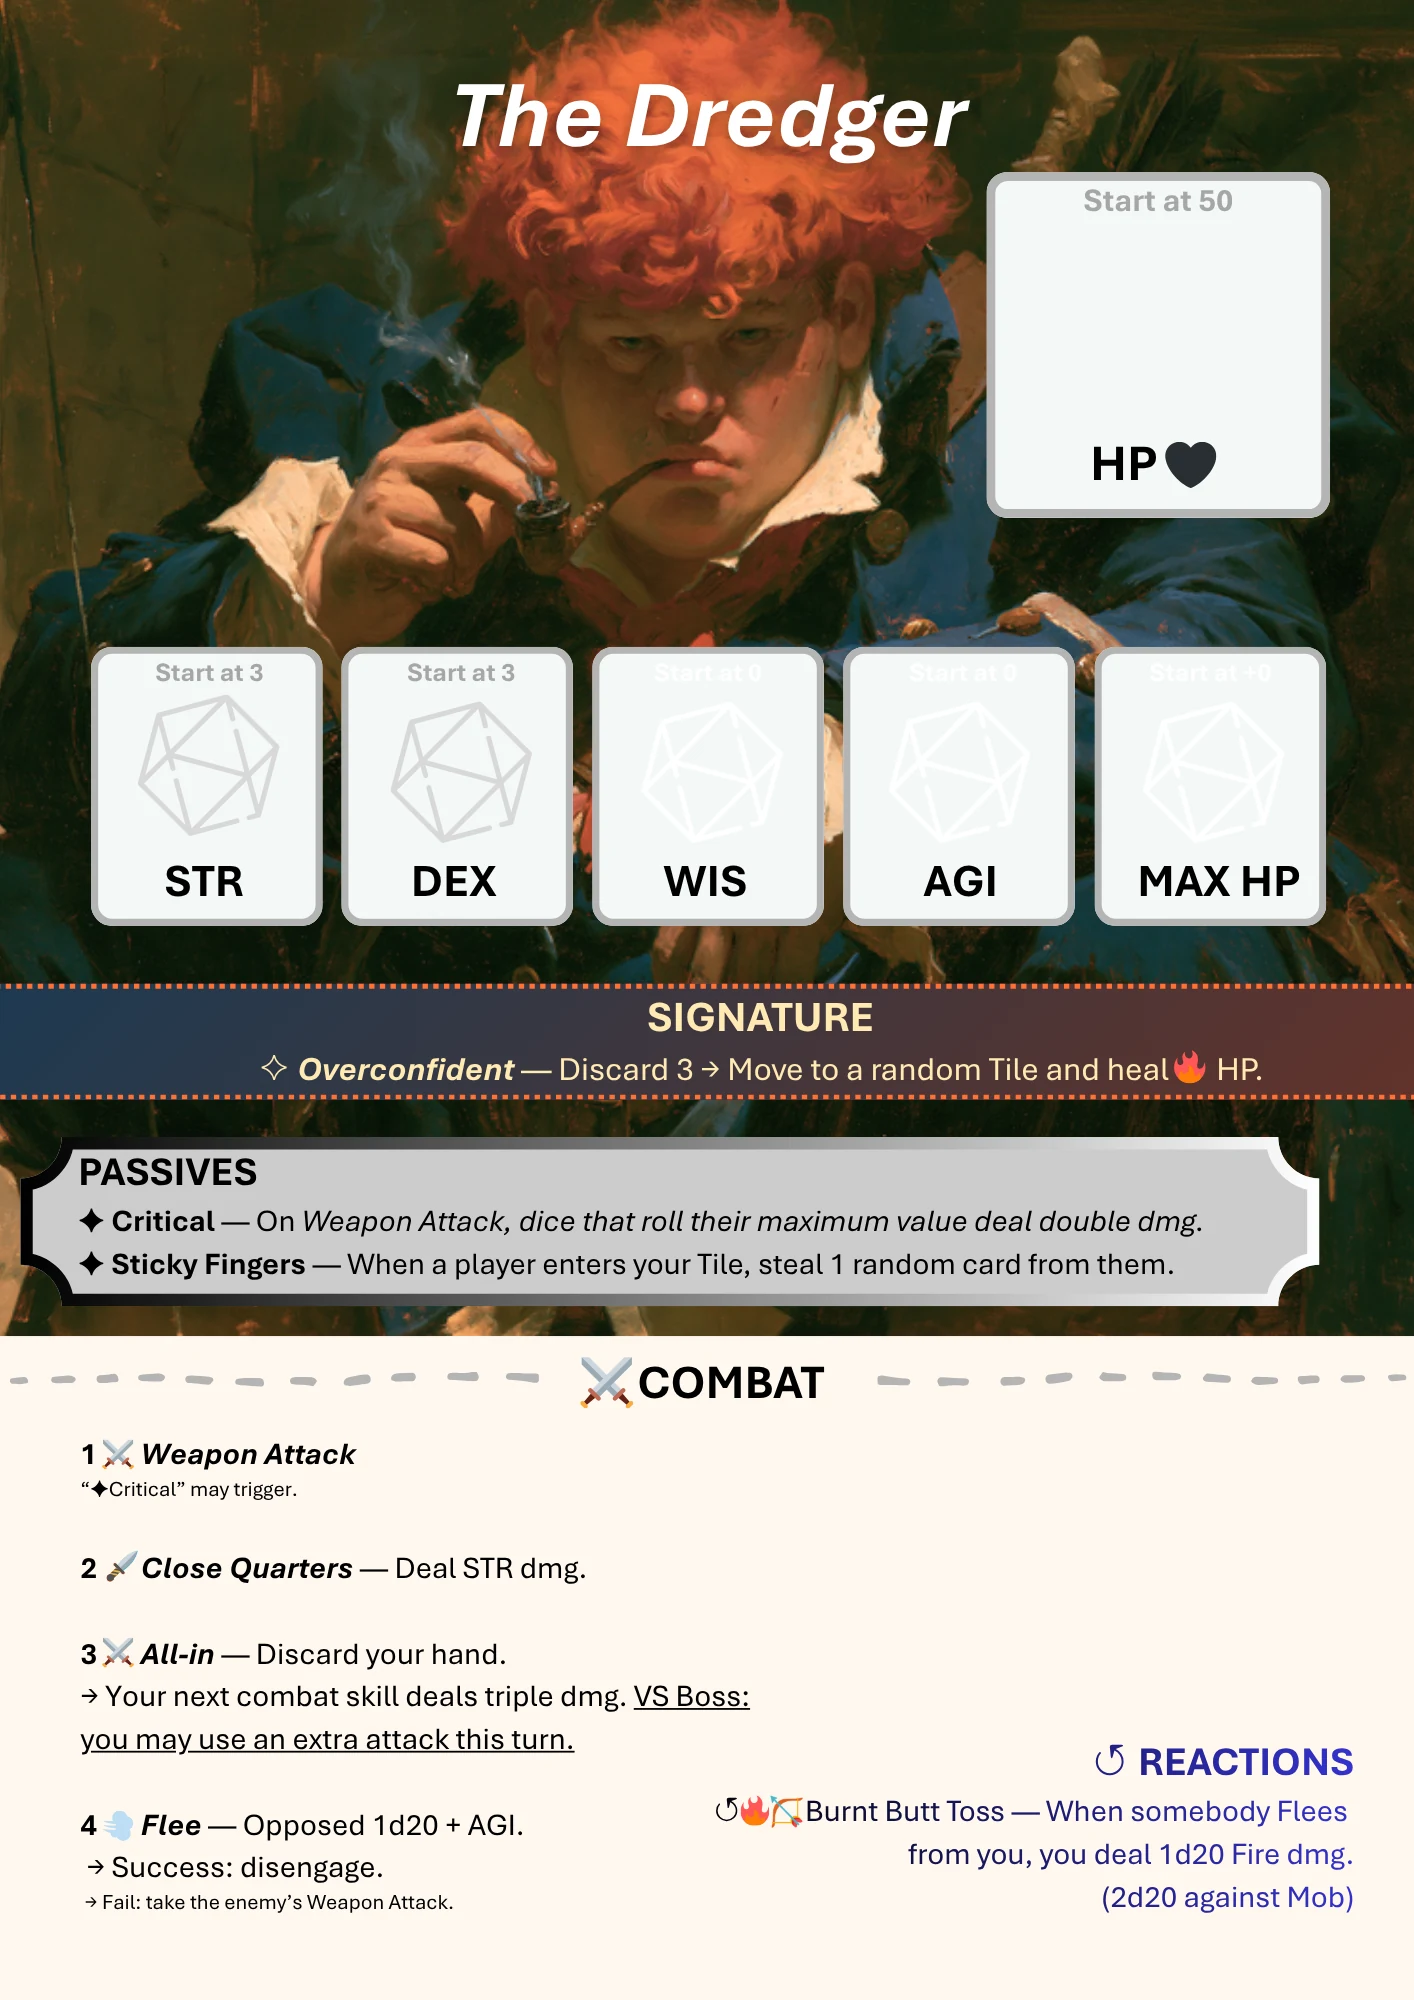 The Dredger
Start at 50
HP🖤
Start at 3
STR
Start at 3
DEX
Start at 0
WIS
Start at 0
AGI
Start at +0
MAX HP
SIGNATURE
✧ Overconfident — Discard 3 → Move to a random Tile and heal🔥 HP.
PASSIVES
✦ Critical — On Weapon Attack, dice that roll their maximum value deal double dmg.
✦ Sticky Fingers — When a player enters your Tile, steal 1 random card from them.
⚔️COMBAT
1⚔️ Weapon Attack
“✦Critical” may trigger.
2 🗡️Close Quarters — Deal STR dmg.
3⚔️ All-in — Discard your hand.
→ Your next combat skill deals triple dmg. VS Boss:
you may use an extra attack this turn.
4 💨 Flee — Opposed 1d20 + AGI.
→ Success: disengage.
→ Fail: take the enemy’s Weapon Attack.
↺ REACTIONS
↺🔥🏹Burnt Butt Toss — When somebody Flees
from you, you deal 1d20 Fire dmg.
(2d20 against Mob)